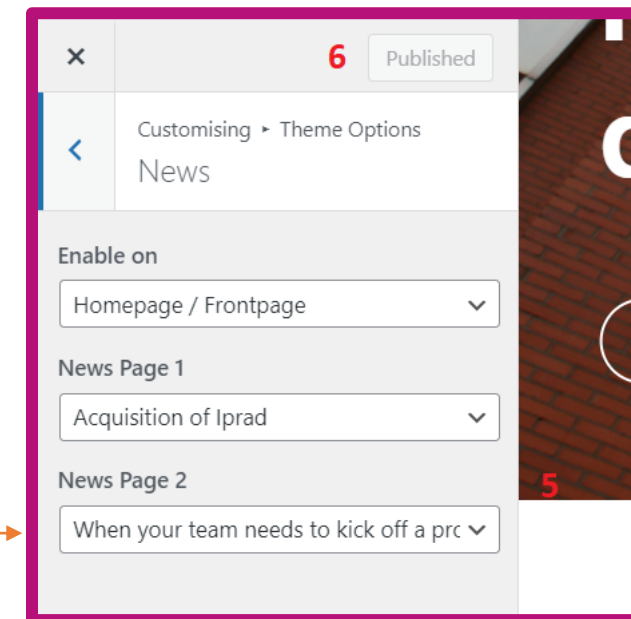 6 Published
Customising ‣ Theme Options
News
Enable on
Homepage / Frontpage
News Page 1
Acquisition of Iprad
News Page 2
5
When your team needs to kick off a